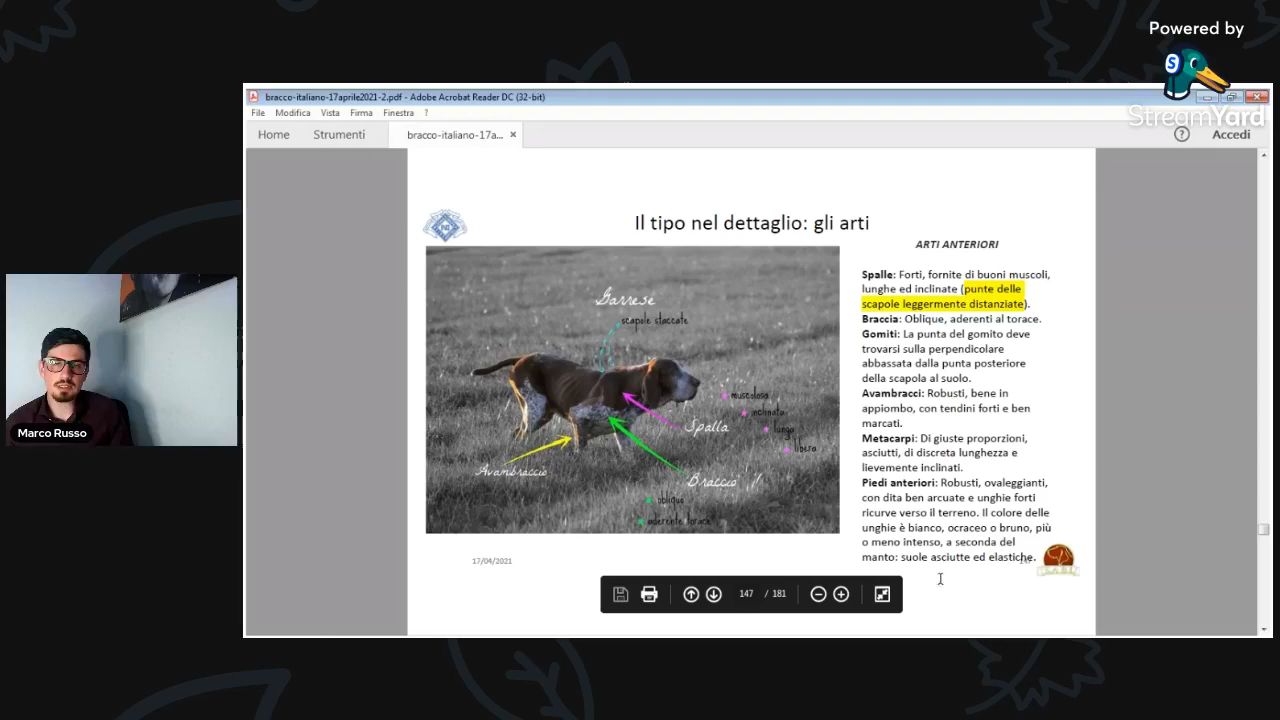 Powered by
S
StreamYard
bracco-italiano-17aprile2021-2.pdf - Adobe Acrobat Reader DC (32-bit)
File Modifica Vista Firma Finestra ?
Home Strumenti bracco-italiano-17a... × ? Accedi
Il tipo nel dettaglio: gli arti
Garrese
scapole staccate
muscolosa
inclinata
lunga
libera
Spalla
Avambraccio
Braccio !!
obliquo
aderente torace
ARTI ANTERIORI
Spalle: Forti, fornite di buoni muscoli,
lunghe ed inclinate (punte delle
scapole leggermente distanziate).
Braccia: Oblique, aderenti al torace.
Gomiti: La punta del gomito deve
trovarsi sulla perpendicolare
abbassata dalla punta posteriore
della scapola al suolo.
Avambracci: Robusti, bene in
appiombo, con tendini forti e ben
marcati.
Metacarpi: Di giuste proporzioni,
asciutti, di discreta lunghezza e
lievemente inclinati.
Piedi anteriori: Robusti, ovaleggianti,
con dita ben arcuate e unghie forti
ricurve verso il terreno. Il colore delle
unghie è bianco, ocraceo o bruno, più
o meno intenso, a seconda del
manto: suole asciutte ed elastiche.
17/04/2021
147 / 181
Marco Russo